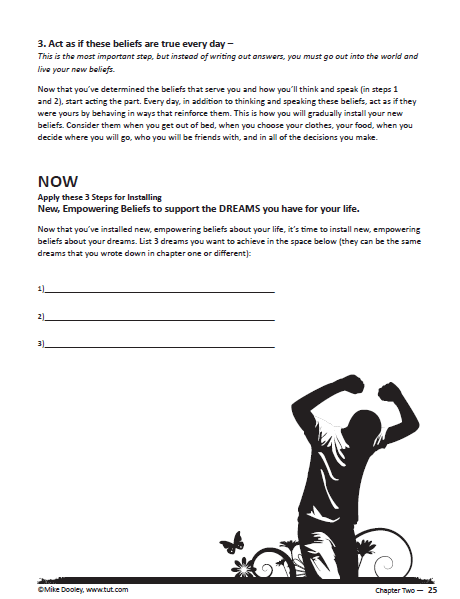 3. Act as if these beliefs are true every day –
This is the most important step, but instead of writing out answers, you must go out into the world and
live your new beliefs.
Now that you've determined the beliefs that serve you and how you'll think and speak (in steps 1
and 2), start acting the part. Every day, in addition to thinking and speaking these beliefs, act as if they
were yours by behaving in ways that reinforce them. This is how you will gradually install your new
beliefs. Consider them when you get out of bed, when you choose your clothes, your food, when you
decide where you will go, who you will be friends with, and in all of the decisions you make.
NOW
Apply these 3 Steps for Installing
New, Empowering Beliefs to support the DREAMS you have for your life.
Now that you've installed new, empowering beliefs about your life, it's time to install new, empowering
beliefs about your dreams. List 3 dreams you want to achieve in the space below (they can be the same
dreams that you wrote down in chapter one or different):
1)
2)
3)
©Mike Dooley, www.tut.com
Chapter Two — 25